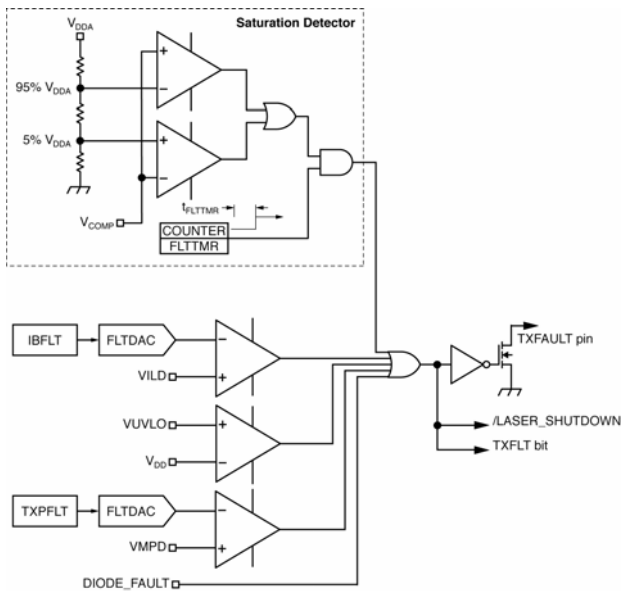 Saturation Detector
VDDA
95% VDDA
5% VDDA
VCOMP
tFLTTMR
COUNTER
FLTTMR
IBFLT
FLTDAC
VILD
VUVLO
VDD
TXPFLT
FLTDAC
VMPD
DIODE_FAULT
TXFAULT pin
/LASER_SHUTDOWN
TXFLT bit